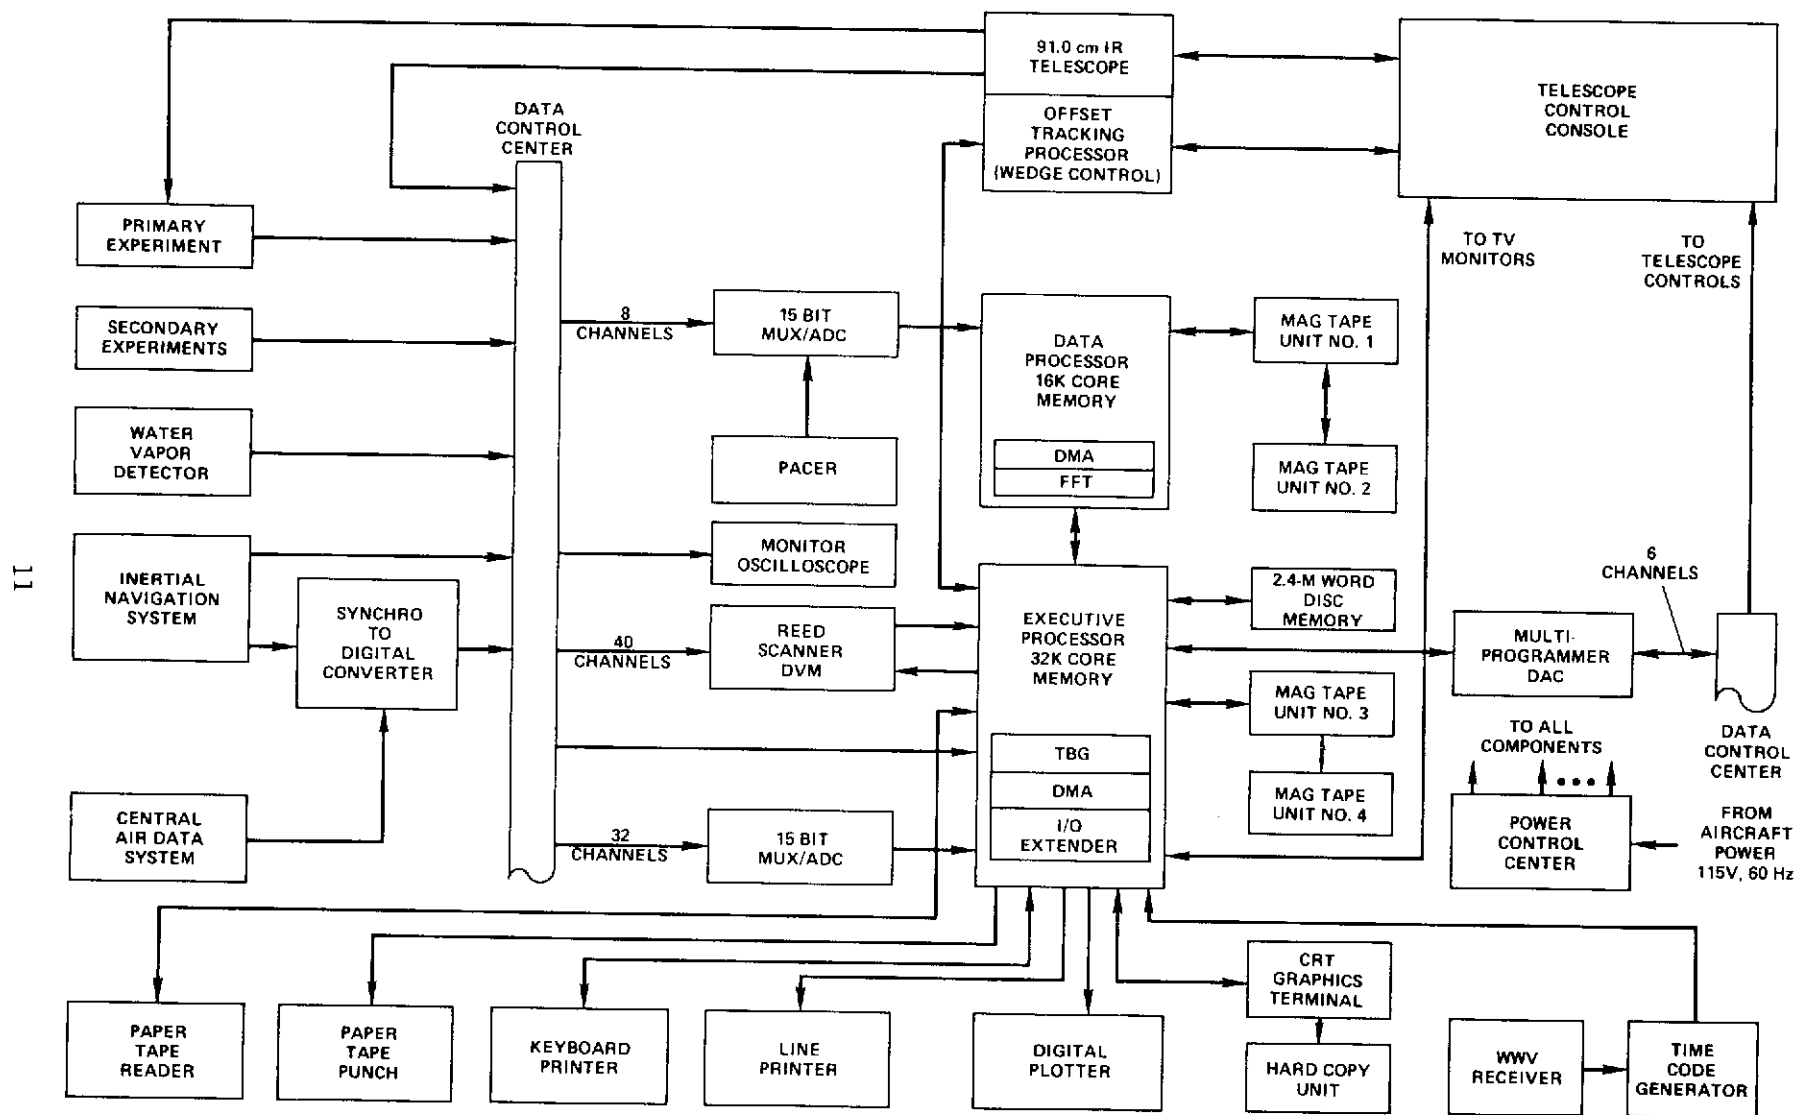 91.0 cm IR
TELESCOPE
OFFSET
TRACKING
PROCESSOR
(WEDGE CONTROL)
TELESCOPE
CONTROL
CONSOLE
DATA
CONTROL
CENTER
PRIMARY
EXPERIMENT
TO TV
MONITORS
TO
TELESCOPE
CONTROLS
SECONDARY
EXPERIMENTS
8
CHANNELS
15 BIT
MUX/ADC
DATA
PROCESSOR
16K CORE
MEMORY
DMA
FFT
MAG TAPE
UNIT NO. 1
WATER
VAPOR
DETECTOR
PACER
MAG TAPE
UNIT NO. 2
11
INERTIAL
NAVIGATION
SYSTEM
SYNCHRO
TO
DIGITAL
CONVERTER
MONITOR
OSCILLOSCOPE
40
CHANNELS
REED
SCANNER
DVM
EXECUTIVE
PROCESSOR
32K CORE
MEMORY
TBG
DMA
I/O
EXTENDER
2.4-M WORD
DISC
MEMORY
6
CHANNELS
MULTI-
PROGRAMMER
DAC
MAG TAPE
UNIT NO. 3
MAG TAPE
UNIT NO. 4
TO ALL
COMPONENTS
DATA
CONTROL
CENTER
CENTRAL
AIR DATA
SYSTEM
32
CHANNELS
15 BIT
MUX/ADC
POWER
CONTROL
CENTER
FROM
AIRCRAFT
POWER
115V, 60 Hz
PAPER
TAPE
READER
PAPER
TAPE
PUNCH
KEYBOARD
PRINTER
LINE
PRINTER
DIGITAL
PLOTTER
CRT
GRAPHICS
TERMINAL
HARD COPY
UNIT
WWV
RECEIVER
TIME
CODE
GENERATOR